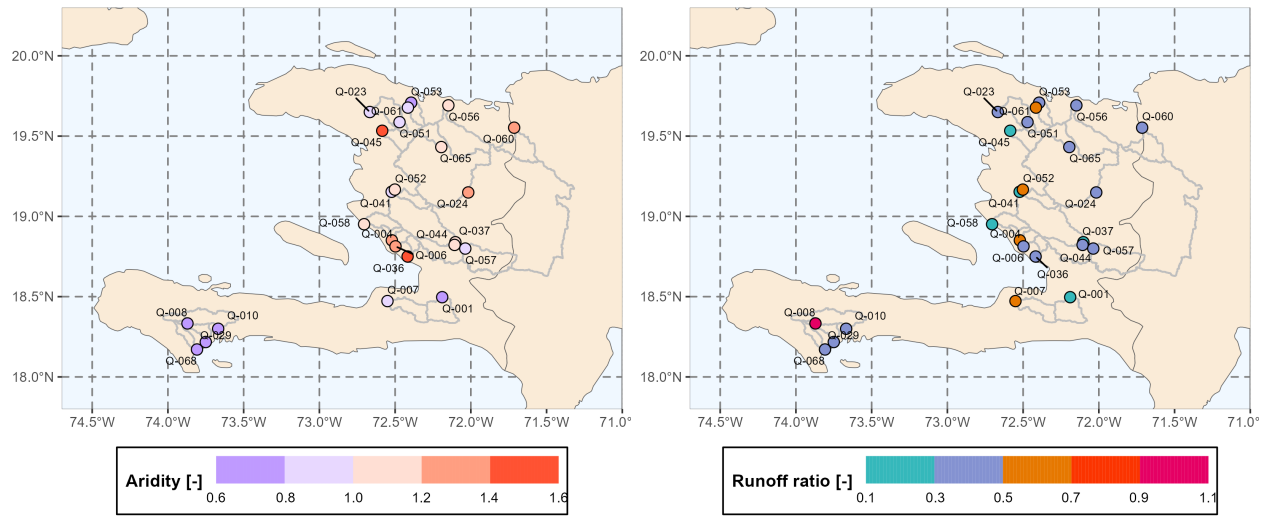 20.0°N
19.5°N
19.0°N
18.5°N
18.0°N
Q-053
Q-023
Q-061
Q-056
Q-051
Q-060
Q-045
Q-065
Q-052
Q-041
Q-024
Q-058
Q-004
Q-044
Q-037
Q-006
Q-057
Q-036
Q-007
Q-001
Q-008
Q-010
Q-029
Q-068
74.5°W 74.0°W 73.5°W 73.0°W 72.5°W 72.0°W 71.5°W 71.0°
Aridity [-]
0.6 0.8 1.0 1.2 1.4 1.6
20.0°N
19.5°N
19.0°N
18.5°N
18.0°N
Q-053
Q-023
Q-061
Q-056
Q-051
Q-060
Q-045
Q-065
Q-052
Q-041
Q-024
Q-058
Q-004
Q-037
Q-057
Q-006
Q-044
Q-036
Q-007
Q-001
Q-008
Q-010
Q-029
Q-068
74.5°W 74.0°W 73.5°W 73.0°W 72.5°W 72.0°W 71.5°W 71.0°
Runoff ratio [-]
0.1 0.3 0.5 0.7 0.9 1.1